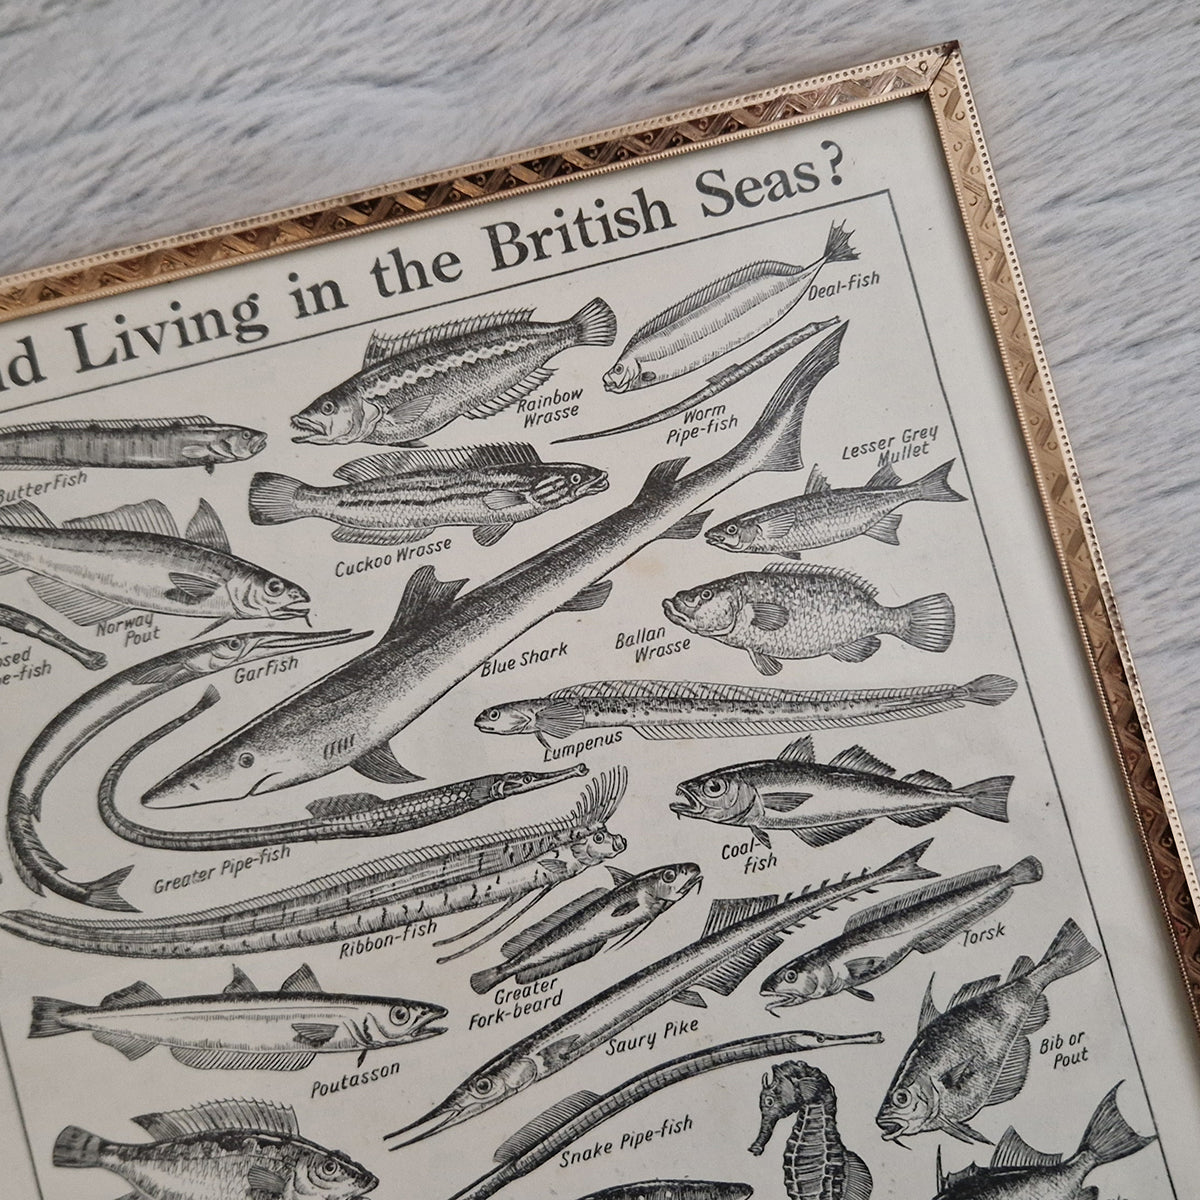 Living in the British Seas?
Deal-fish
Rainbow
Wrasse
Worm
Pipe-fish
Lesser Grey
Mullet
ButterFish
Cuckoo Wrasse
Norway
Pout
GarFish
Blue Shark
Ballan
Wrasse
Lumpenus
Greater Pipe-fish
Coal-
fish
Ribbon-fish
Torsk
Greater
Fork-beard
Saury Pike
Bib or
Pout
Poutasson
Snake Pipe-fish